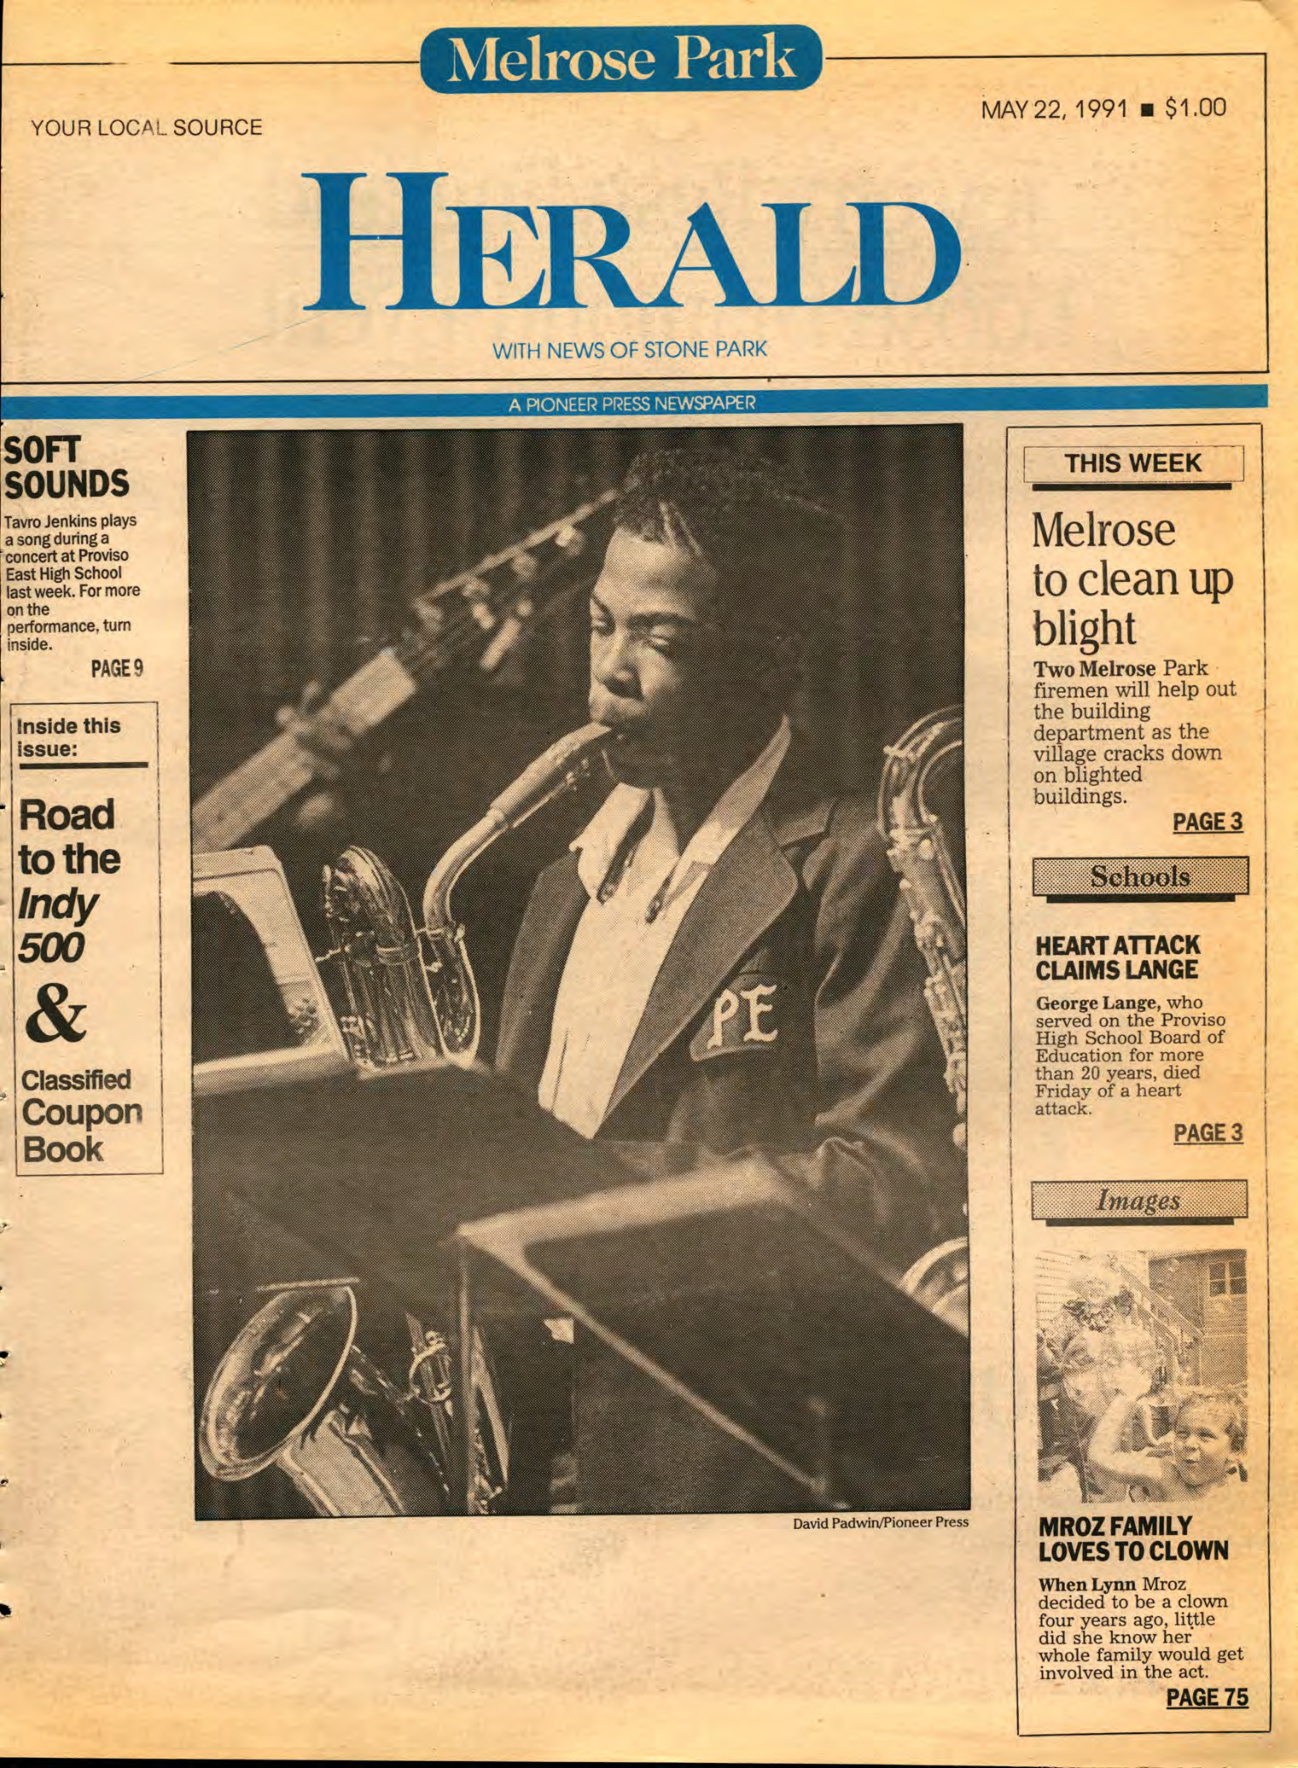 Melrose Park
YOUR LOCAL SOURCE
MAY 22, 1991 ■ $1.00
HERALD
WITH NEWS OF STONE PARK
A PIONEER PRESS NEWSPAPER
SOFT
SOUNDS
Tavro Jenkins plays
a song during a
concert at Proviso
East High School
last week. For more
on the
performance, turn
inside.
PAGE 9
Inside this
issue:
Road
to the
Indy
500
&
Classified
Coupon
Book
PE
David Padwin/Pioneer Press
THIS WEEK
Melrose
to clean up
blight
Two Melrose Park
firemen will help out
the building
department as the
village cracks down
on blighted
buildings.
PAGE 3
Schools
HEART ATTACK
CLAIMS LANGE
George Lange, who
served on the Proviso
High School Board of
Education for more
than 20 years, died
Friday of a heart
attack.
PAGE 3
Images
MROZ FAMILY
LOVES TO CLOWN
When Lynn Mroz
decided to be a clown
four years ago, little
did she know her
whole family would get
involved in the act.
PAGE 75